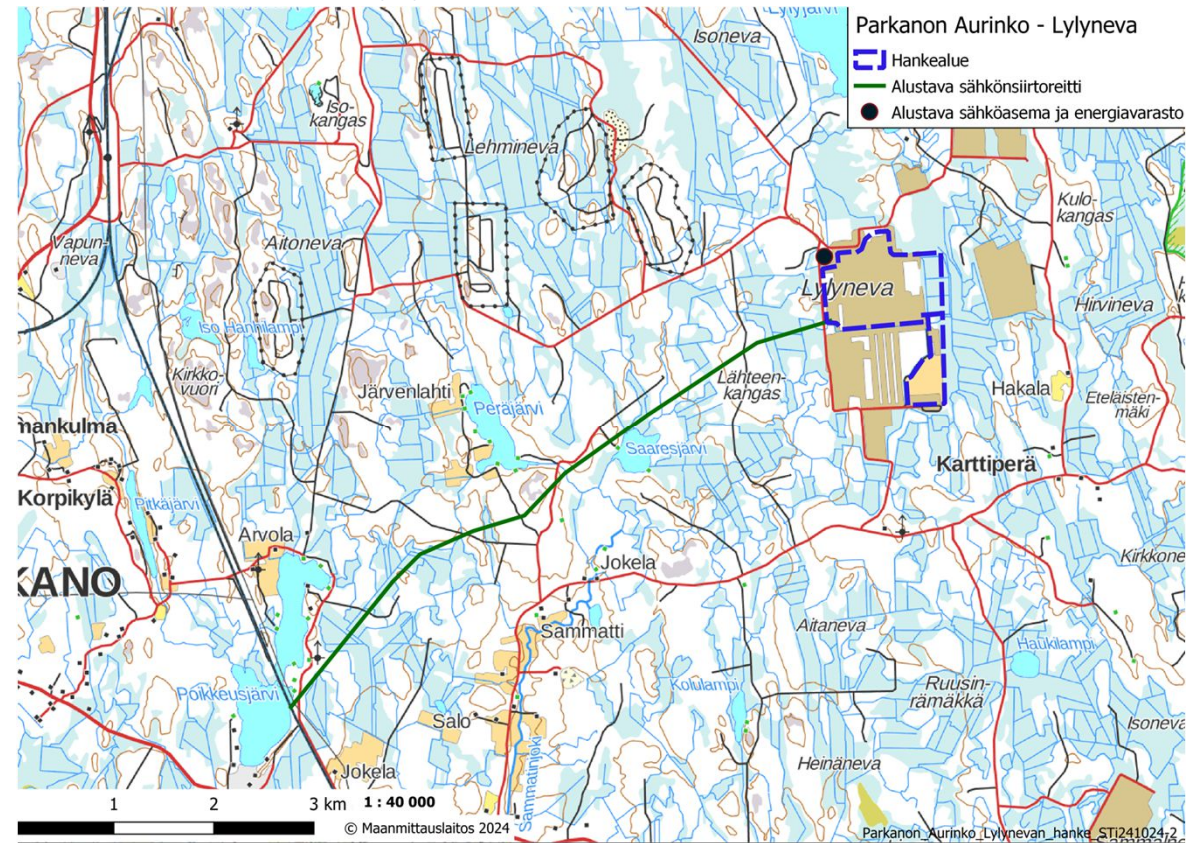 Parkanon Aurinko - Lylyneva
Hankealue
Alustava sähkönsiirtoreitti
Alustava sähköasema ja energiavarasto
Isoneva
Iso-
kangas
Lehmineva
Kulo-
kangas
Vapun-
neva
Aitoneva
Lylyneva
Hirvineva
Iso Hanhilampi
Kirkko-
vuori
Järvenlahti
Peräjärvi
Lähteen-
kangas
Hakala
Eteläisten-
mäki
mankulma
Saaresjärvi
Karttiperä
Korpikylä
Pitkäjärvi
Arvola
KANO
Jokela
Kirkkone
Sammatti
Aitaneva
Haukilampi
Poikkeusjärvi
Kolulampi
Ruusin-
rämäkkä
Salo
Isoneva
Jokela
Heinäneva
Sammatinjoki
1 2 3 km 1 : 40 000
© Maanmittauslaitos 2024
Parkanon_Aurinko_Lylynevan_hanke_STi241024-2